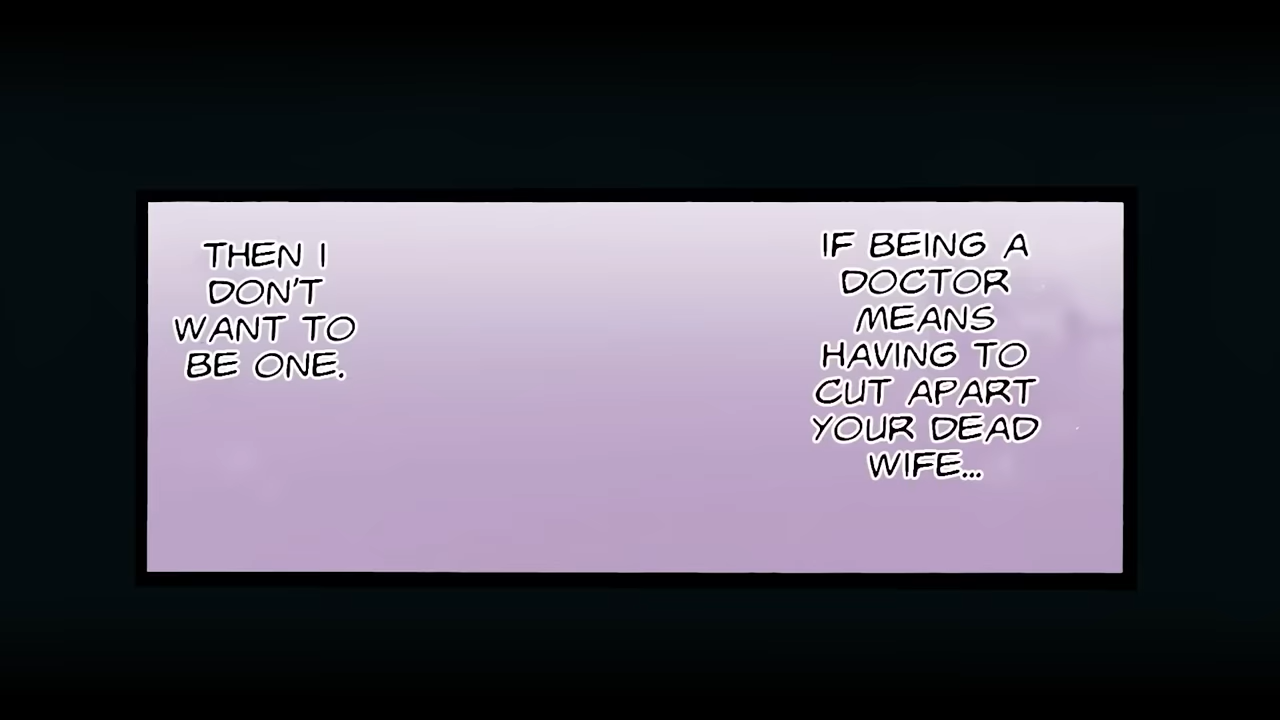 IF BEING A
DOCTOR
MEANS
HAVING TO
CUT APART
YOUR DEAD
WIFE...
THEN I
DON'T
WANT TO
BE ONE.